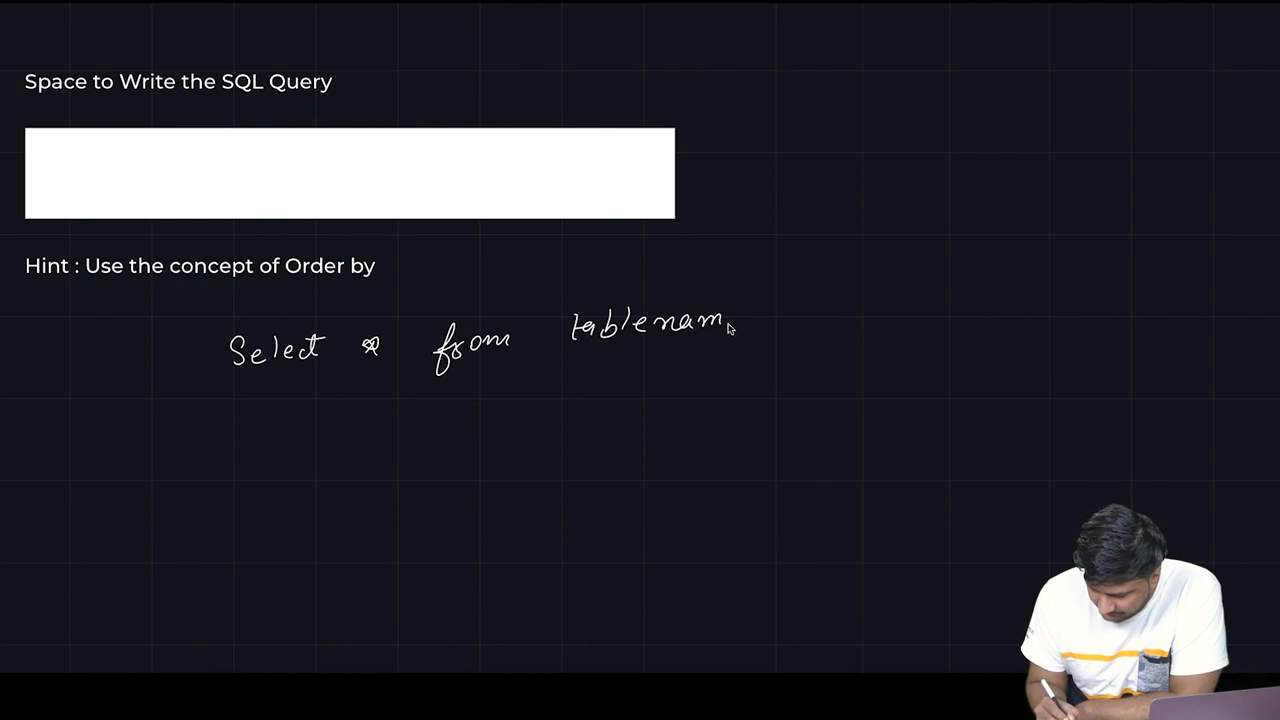 Space to Write the SQL Query
Hint : Use the concept of Order by
Select * from tablenam